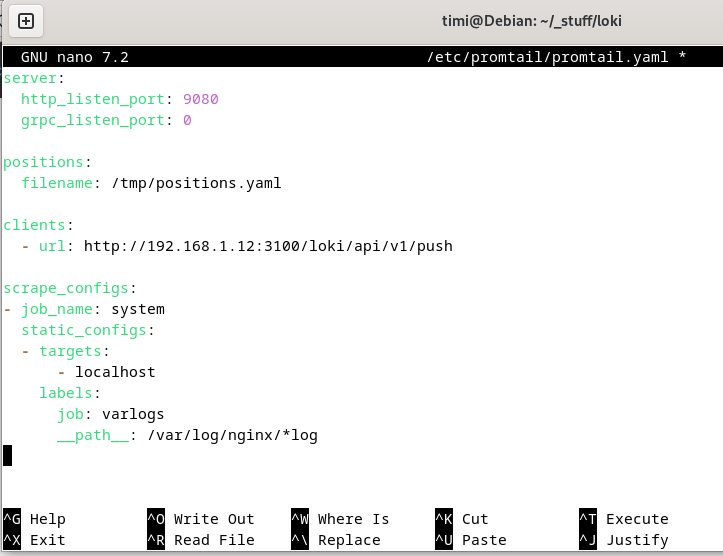 timi@Debian: ~/_stuff/loki
GNU nano 7.2 /etc/promtail/promtail.yaml *
server:
  http_listen_port: 9080
  grpc_listen_port: 0

positions:
  filename: /tmp/positions.yaml

clients:
  - url: http://192.168.1.12:3100/loki/api/v1/push

scrape_configs:
- job_name: system
  static_configs:
  - targets:
      - localhost
    labels:
      job: varlogs
      __path__: /var/log/nginx/*log

^G Help ^O Write Out ^W Where Is ^K Cut ^T Execute
^X Exit ^R Read File ^\ Replace ^U Paste ^J Justify